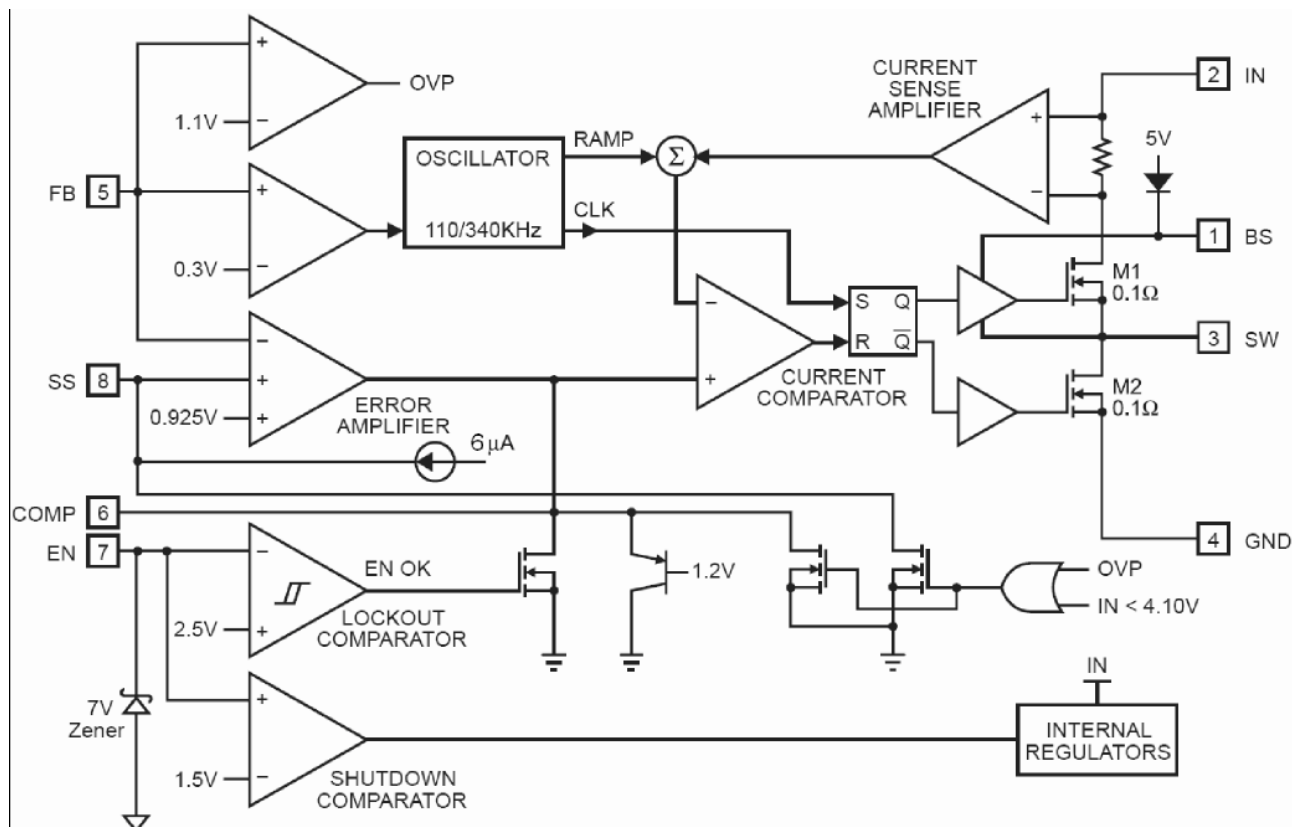 OVP
1.1V
+
−
FB 5
+
0.3V
−
OSCILLATOR
110/340KHz
RAMP
CLK
Σ
CURRENT
SENSE
AMPLIFIER
+
−
2 IN
5V
1 BS
M1
0.1Ω
3 SW
M2
0.1Ω
4 GND
S Q
R Q̅
−
+
CURRENT
COMPARATOR
SS 8
−
+
+
0.925V
ERROR
AMPLIFIER
6μA
COMP 6
EN 7
−
+
2.5V
EN OK
LOCKOUT
COMPARATOR
1.2V
OVP
IN < 4.10V
7V
Zener
+
−
1.5V
SHUTDOWN
COMPARATOR
IN
INTERNAL
REGULATORS